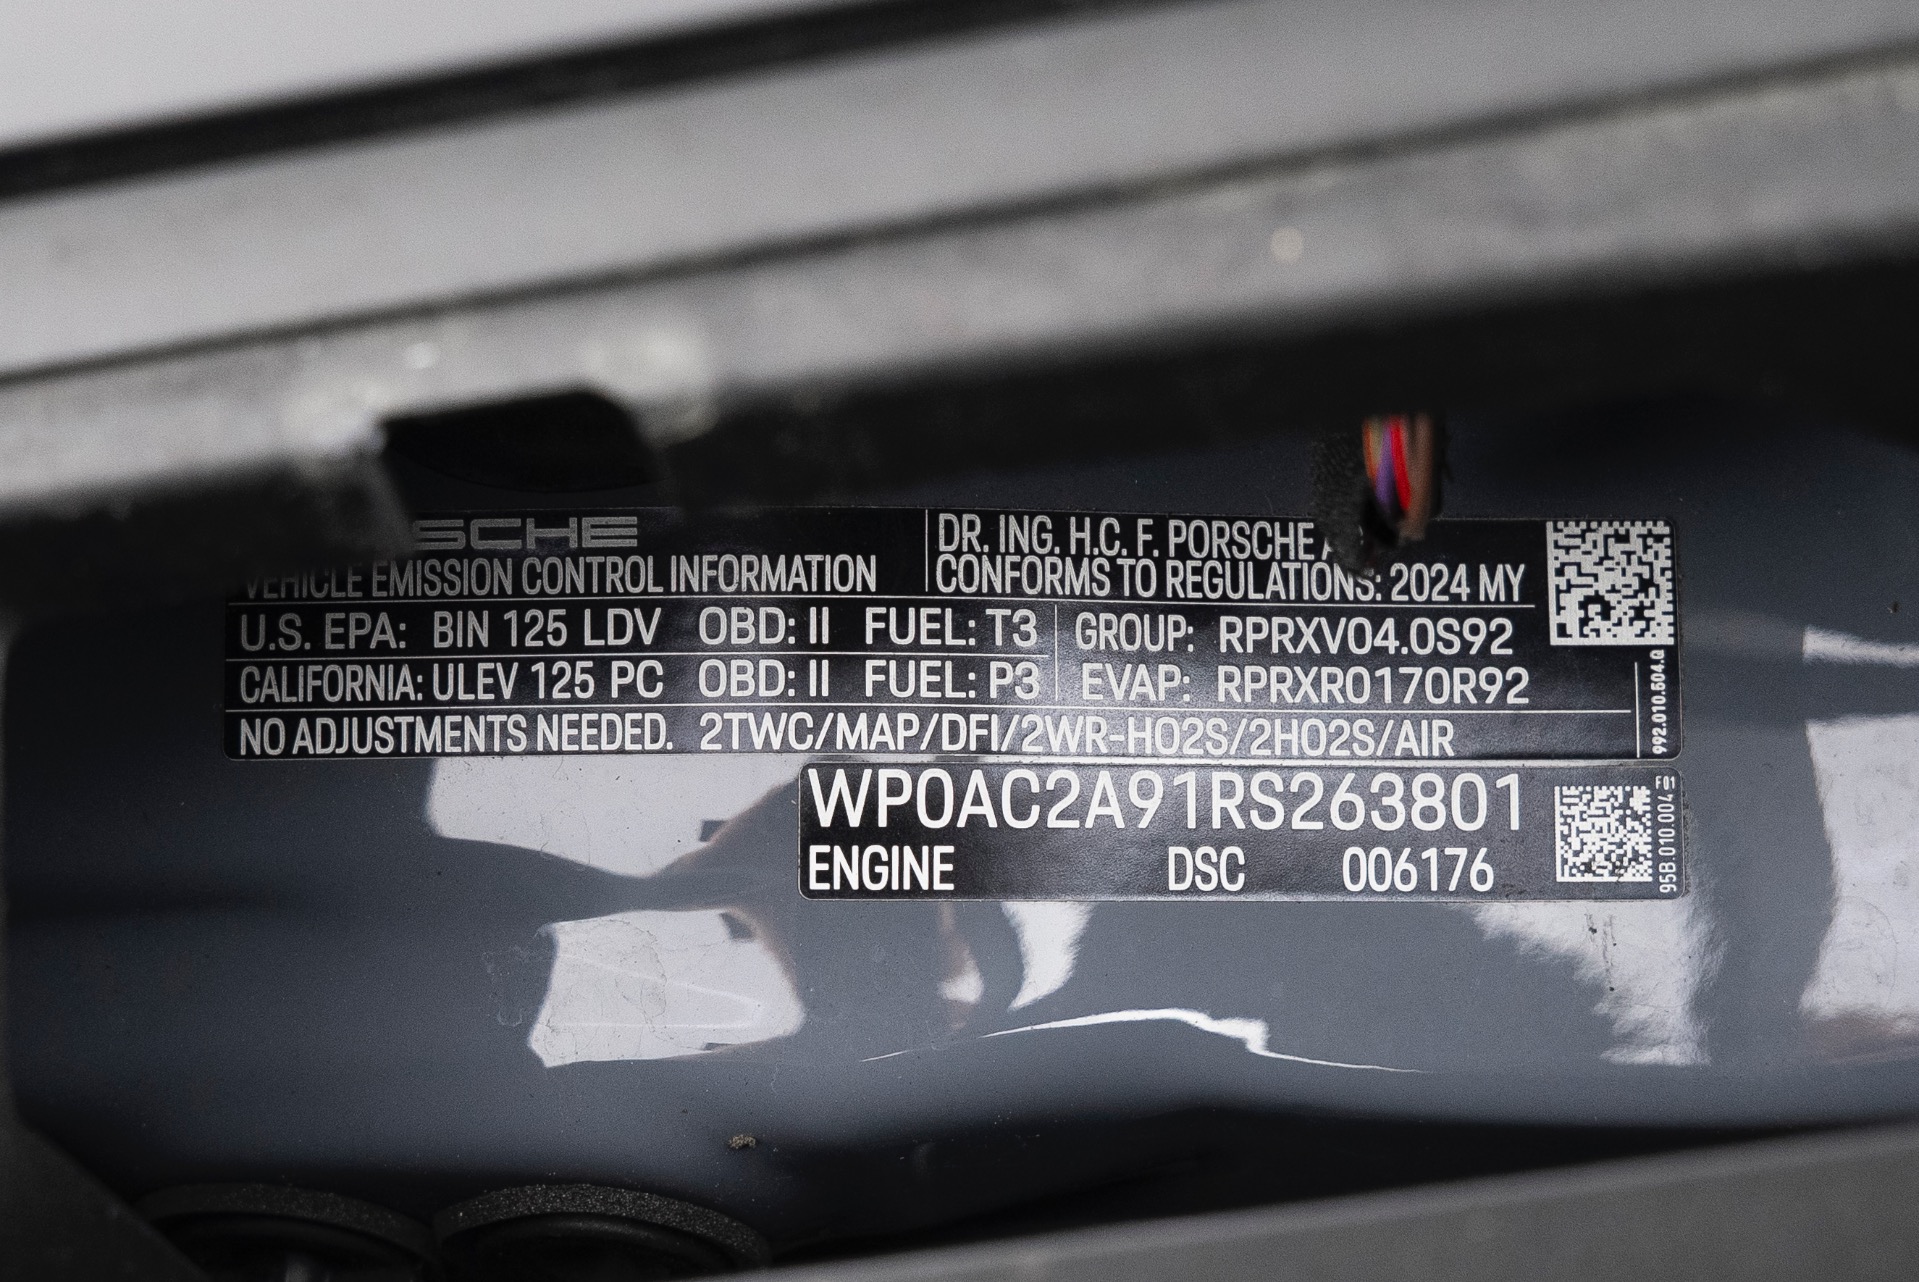 SCHE
VEHICLE EMISSION CONTROL INFORMATION
DR. ING. H.C. F. PORSCHE
CONFORMS TO REGULATIONS: 2024 MY
U.S. EPA: BIN 125 LDV OBD: II FUEL: T3
GROUP: RPRXV04.0S92
CALIFORNIA: ULEV 125 PC OBD: II FUEL: P3
EVAP: RPRXR0170R92
NO ADJUSTMENTS NEEDED. 2TWC/MAP/DFI/2WR-HO2S/2HO2S/AIR
992.010.504.Q
WP0AC2A91RS263801
ENGINE DSC 006176
95B.010.004
F01